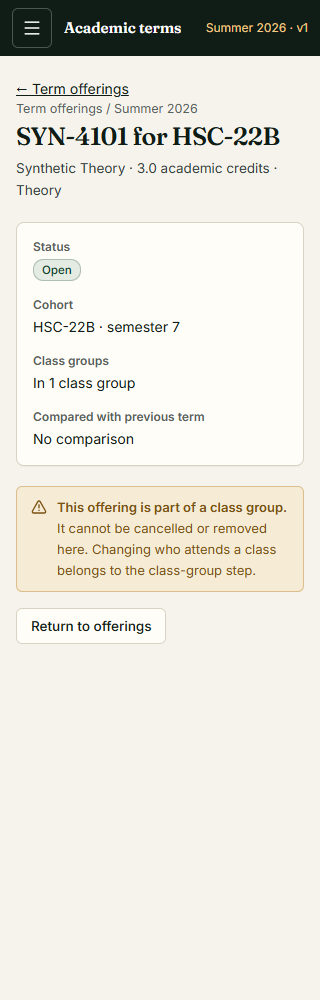 Academic terms
Summer 2026 · v1
← Term offerings
Term offerings / Summer 2026
SYN-4101 for HSC-22B
Synthetic Theory · 3.0 academic credits ·
Theory
Status
Open
Cohort
HSC-22B · semester 7
Class groups
In 1 class group
Compared with previous term
No comparison
This offering is part of a class group.
It cannot be cancelled or removed
here. Changing who attends a class
belongs to the class-group step.
Return to offerings